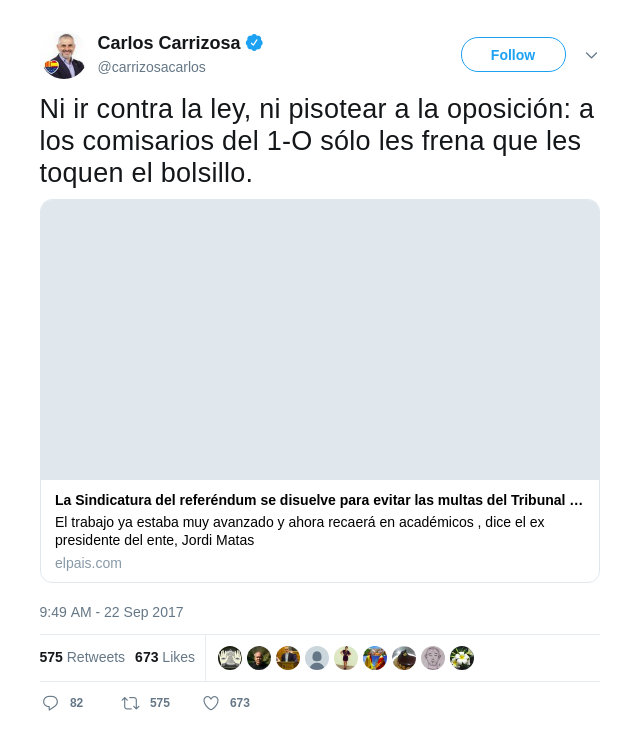 Carlos Carrizosa
@carrizosacarlos
Follow
Ni ir contra la ley, ni pisotear a la oposición: a
los comisarios del 1-O sólo les frena que les
toquen el bolsillo.
La Sindicatura del referéndum se disuelve para evitar las multas del Tribunal ...
El trabajo ya estaba muy avanzado y ahora recaerá en académicos , dice el ex
presidente del ente, Jordi Matas
elpais.com
9:49 AM - 22 Sep 2017
575 Retweets 673 Likes
82 575 673